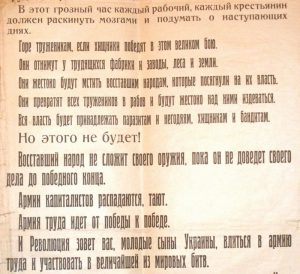 В этот грозный час каждый рабочий, каждый крестьянин
должен раскинуть мозгами и подумать о наступающих
днях.
Горе труженикам, если хищники победят в этом великом бою.
Они отнимут у трудящихся фабрики и заводы, леса и земли.
Они жестоко будут мстить восставшим народам, которые посягнули на их власть.
Они превратят всех тружеников в рабов и будут жестоко над ними издеваться.
Вся власть будет принадлежать паразитам и негодяям, хищникам и бандитам.
Но этого не будет!
Восставший народ не сложит своего оружия, пока он не доведет своего
дела до победного конца.
Армии капиталистов распадаются, тают.
Армия труда идет от победы к победе.
И Революция зовет вас, молодые сыны Украины, влиться в армию
труда и участвовать в величайшей из мировых битв.